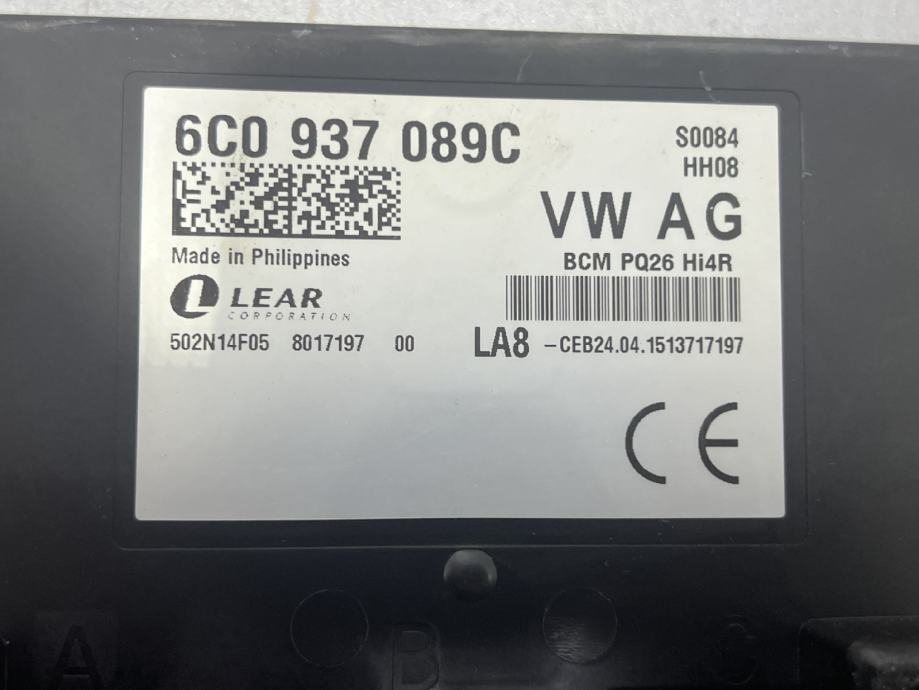 6C0 937 089C
S0084
HH08
VW AG
Made in Philippines
BCM PQ26 Hi4R
LEAR
CORPORATION
502N14F05 8017197 00
LA8 -CEB24.04.1513717197
CE
A B C